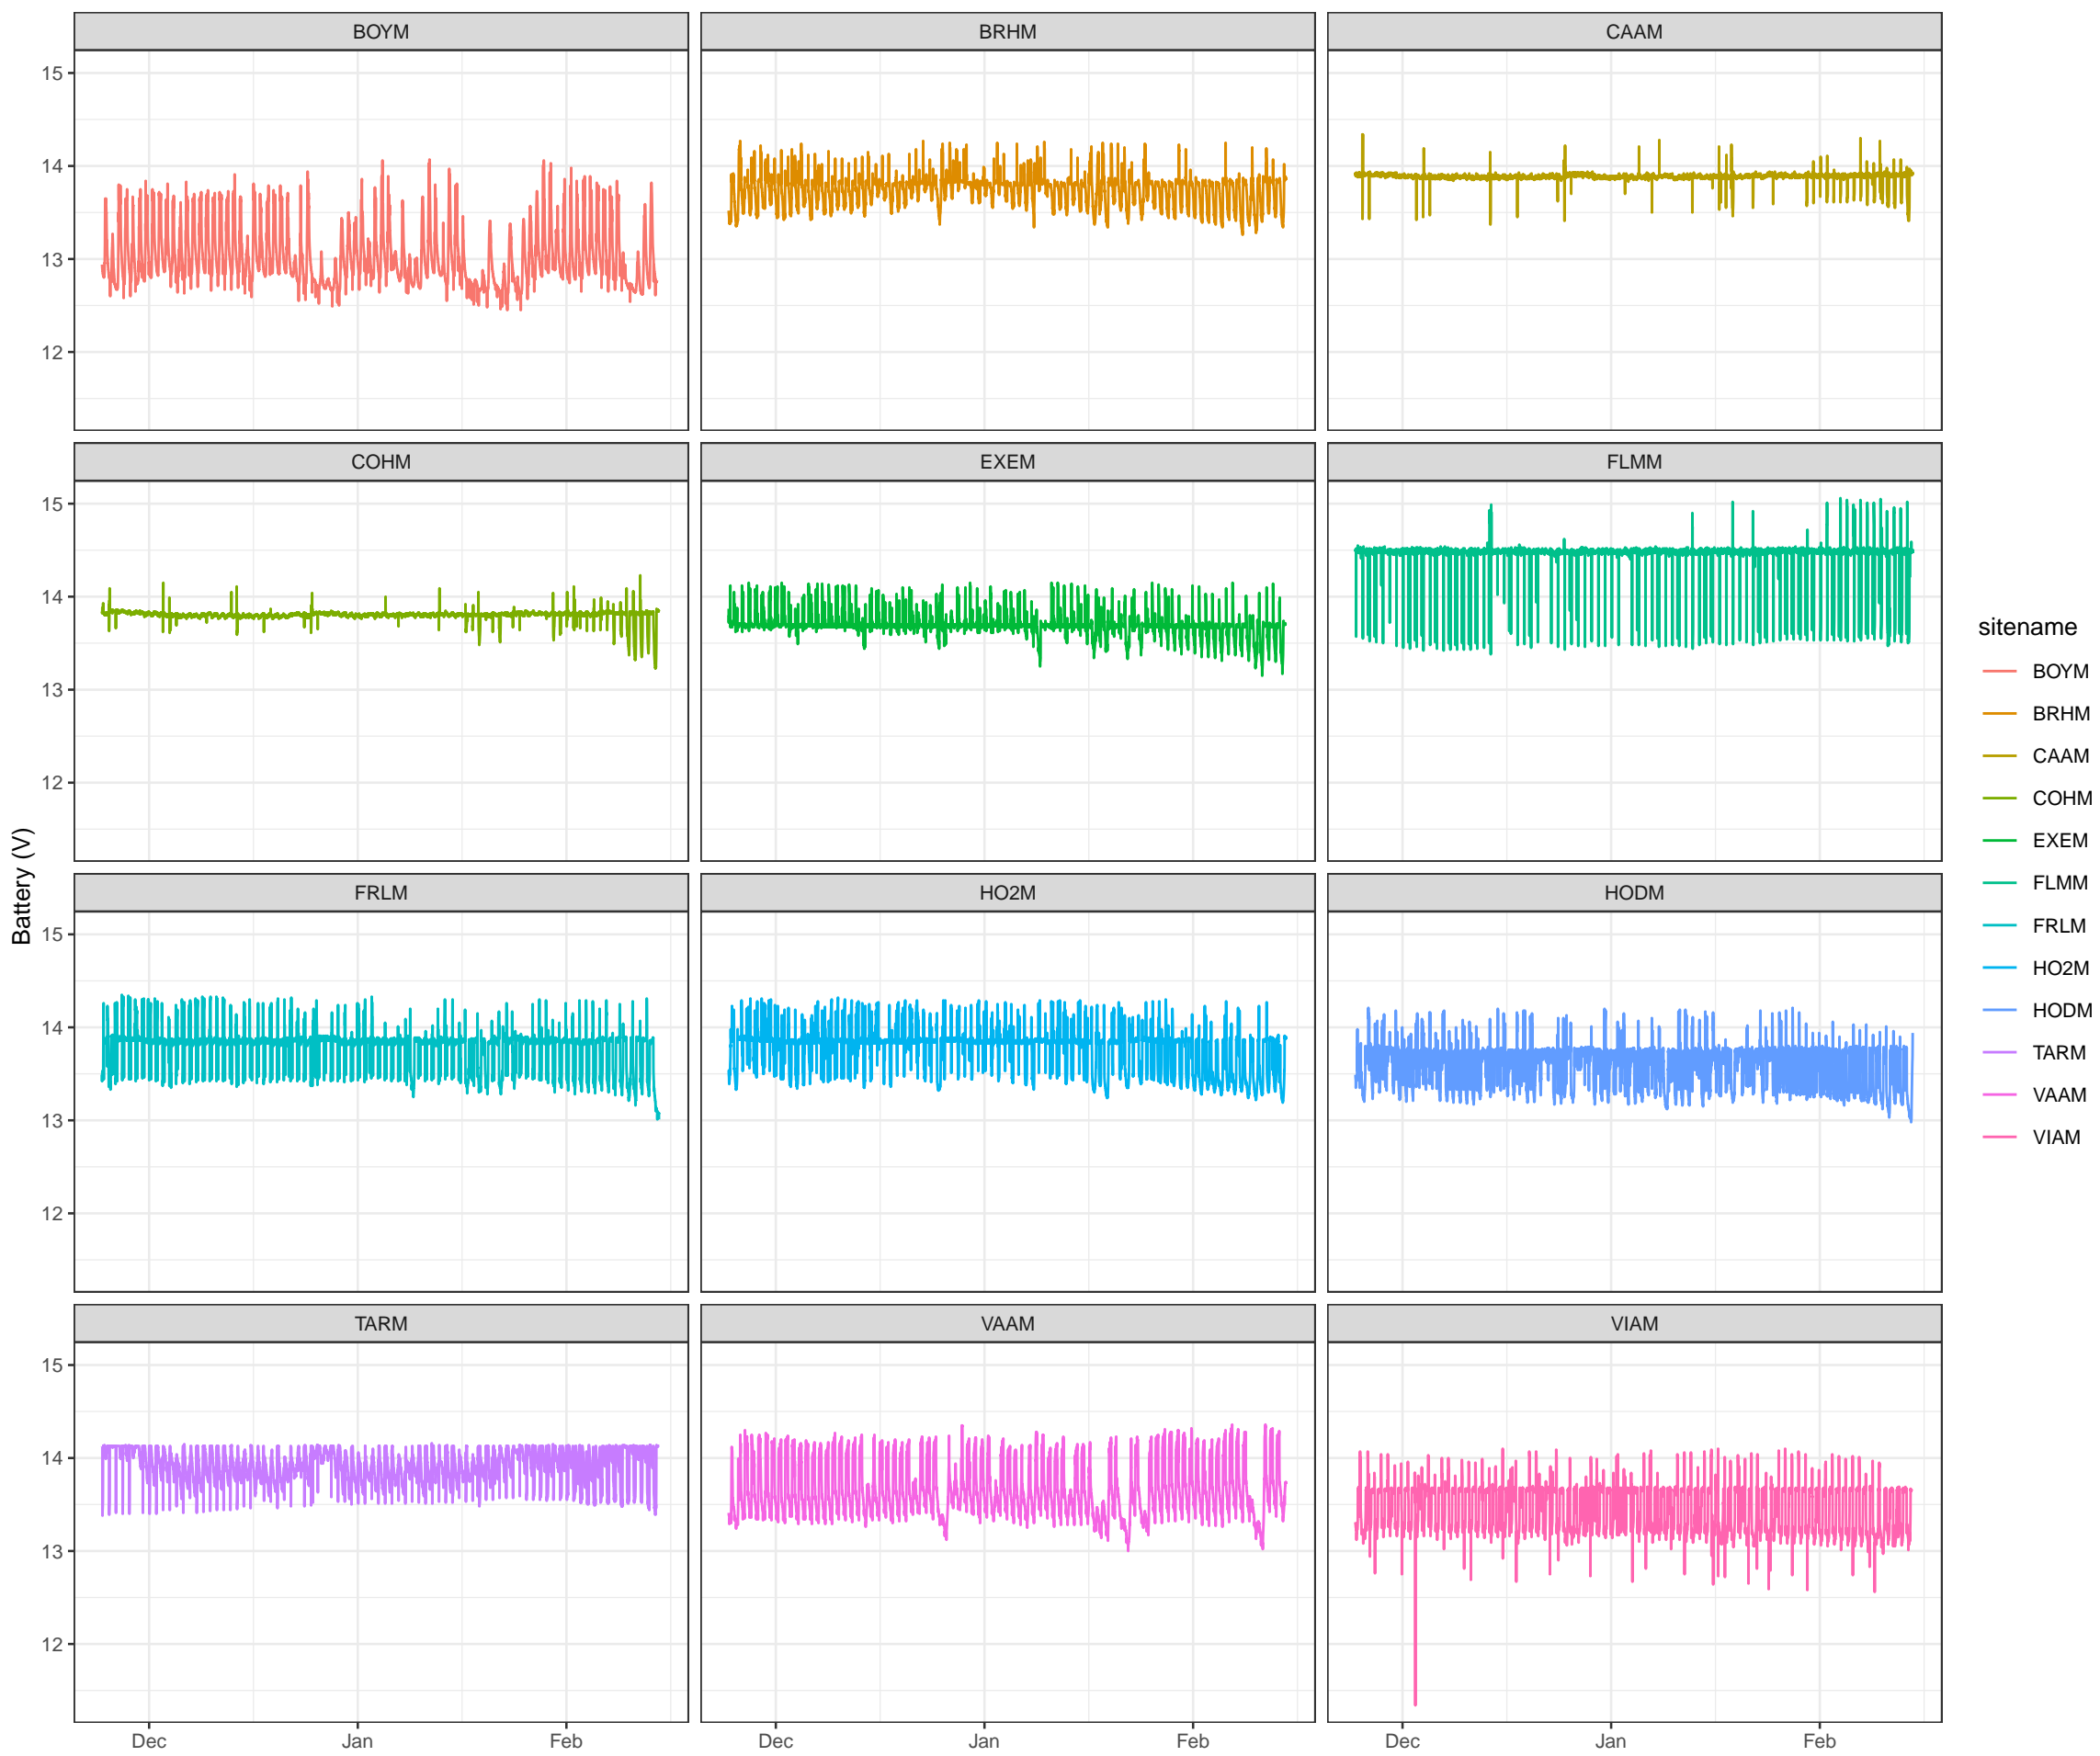 BOYM BRHM CAAM
15
14
13
12
COHM EXEM FLMM
15
14
13
12
FRLM HO2M HODM
15
14
13
12
TARM VAAM VIAM
15
14
13
12
Dec Jan Feb Dec Jan Feb Dec Jan Feb
Battery (V)
sitename
BOYM
BRHM
CAAM
COHM
EXEM
FLMM
FRLM
HO2M
HODM
TARM
VAAM
VIAM